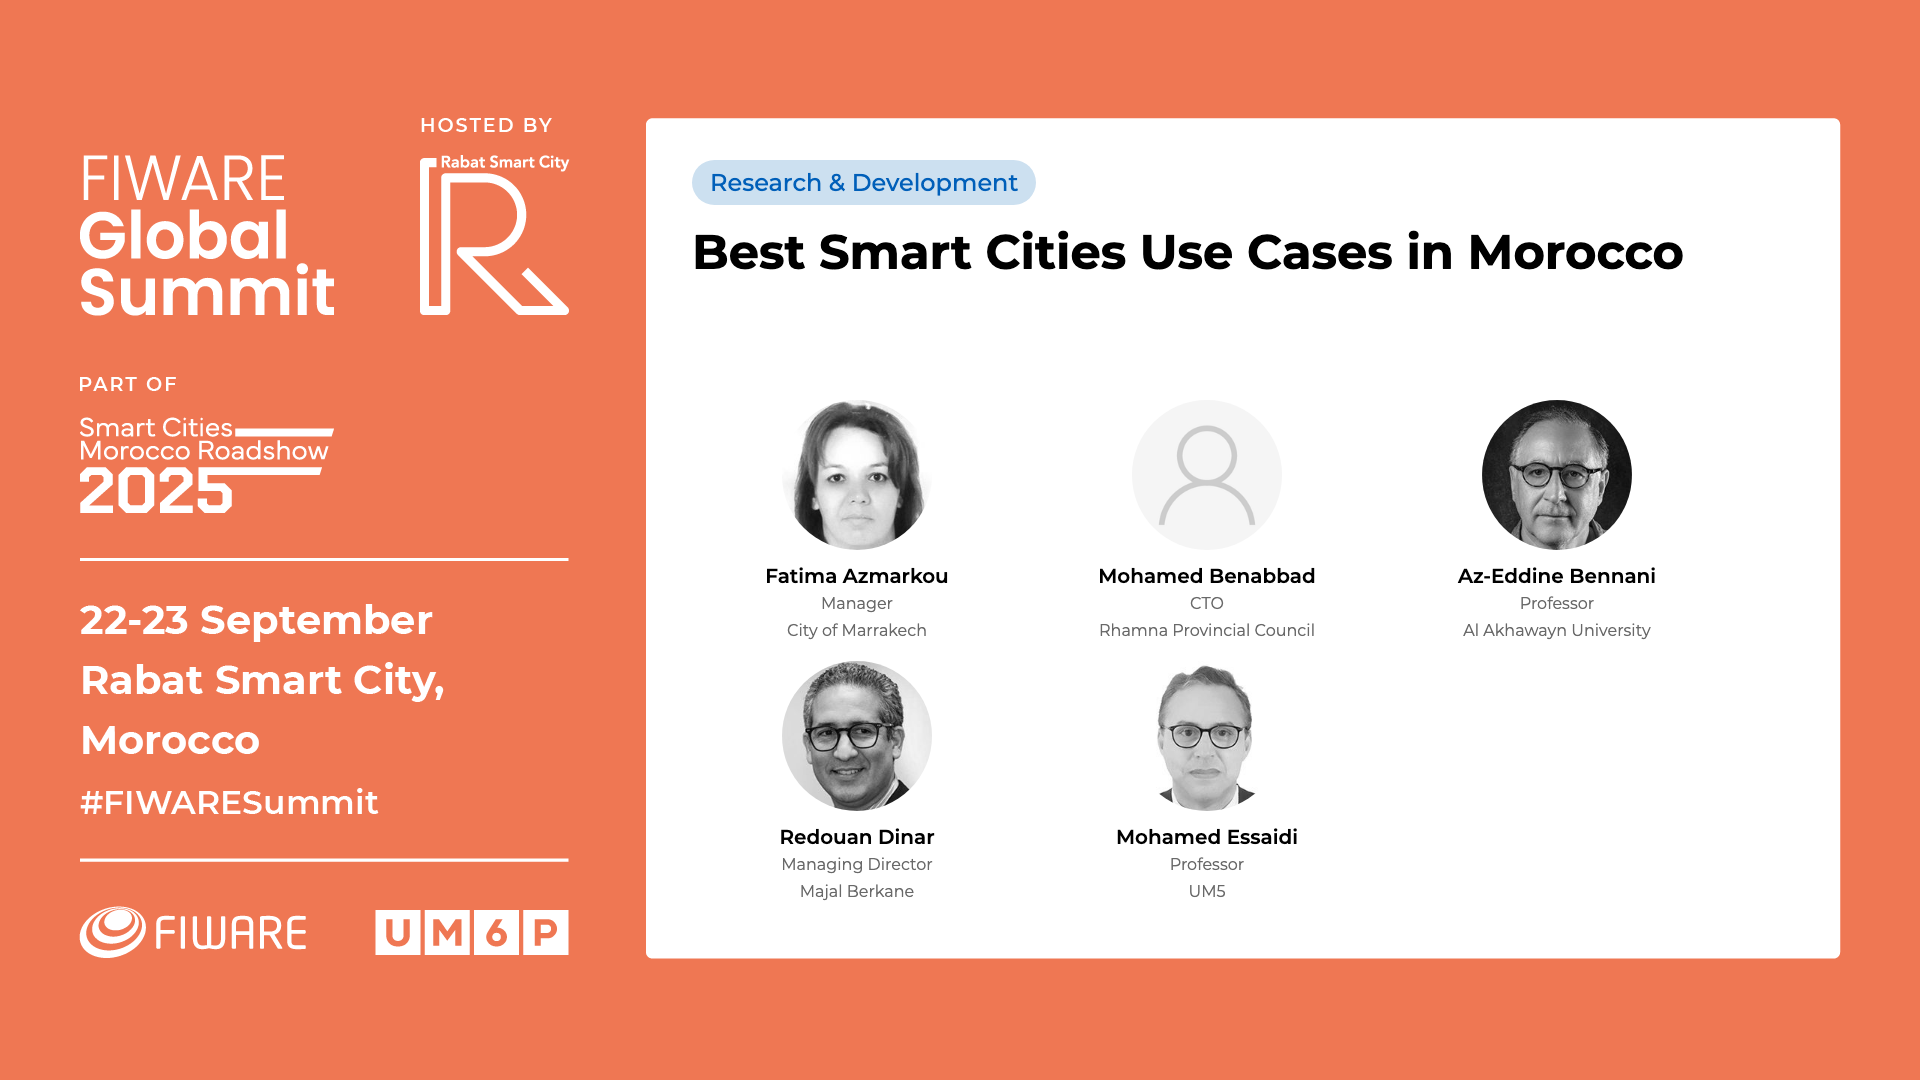 HOSTED BY
FIWARE
Global
Summit
Rabat Smart City
R
PART OF
Smart Cities
Morocco Roadshow
2025
22-23 September
Rabat Smart City,
Morocco
#FIWARESummit
FIWARE
UM6P
Research & Development
Best Smart Cities Use Cases in Morocco
Fatima Azmarkou
Manager
City of Marrakech
Mohamed Benabbad
CTO
Rhamna Provincial Council
Az-Eddine Bennani
Professor
Al Akhawayn University
Redouan Dinar
Managing Director
Majal Berkane
Mohamed Essaidi
Professor
UM5